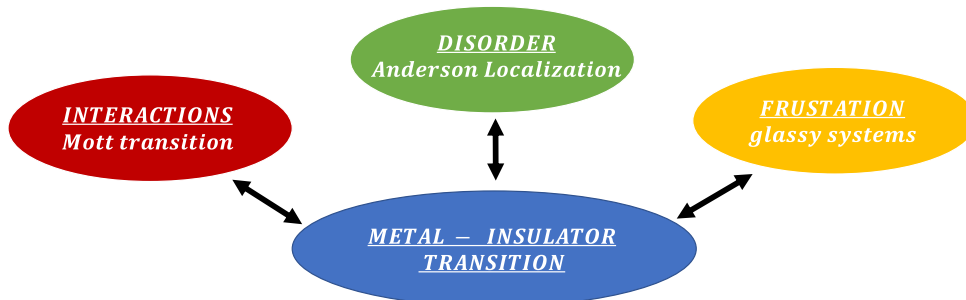 DISORDER
Anderson Localization
INTERACTIONS
Mott transition
FRUSTATION
glassy systems
METAL – INSULATOR
TRANSITION